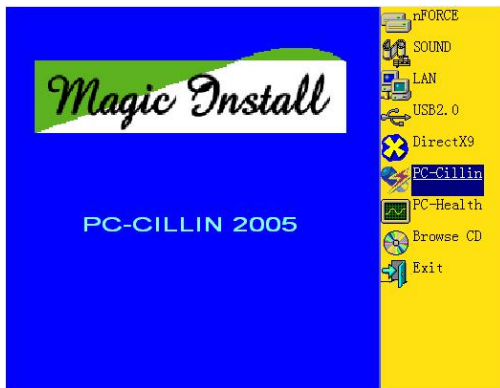 Magic Install
PC-CILLIN 2005
nFORCE
SOUND
LAN
USB2.0
DirectX9
PC-Cillin
PC-Health
Browse CD
Exit